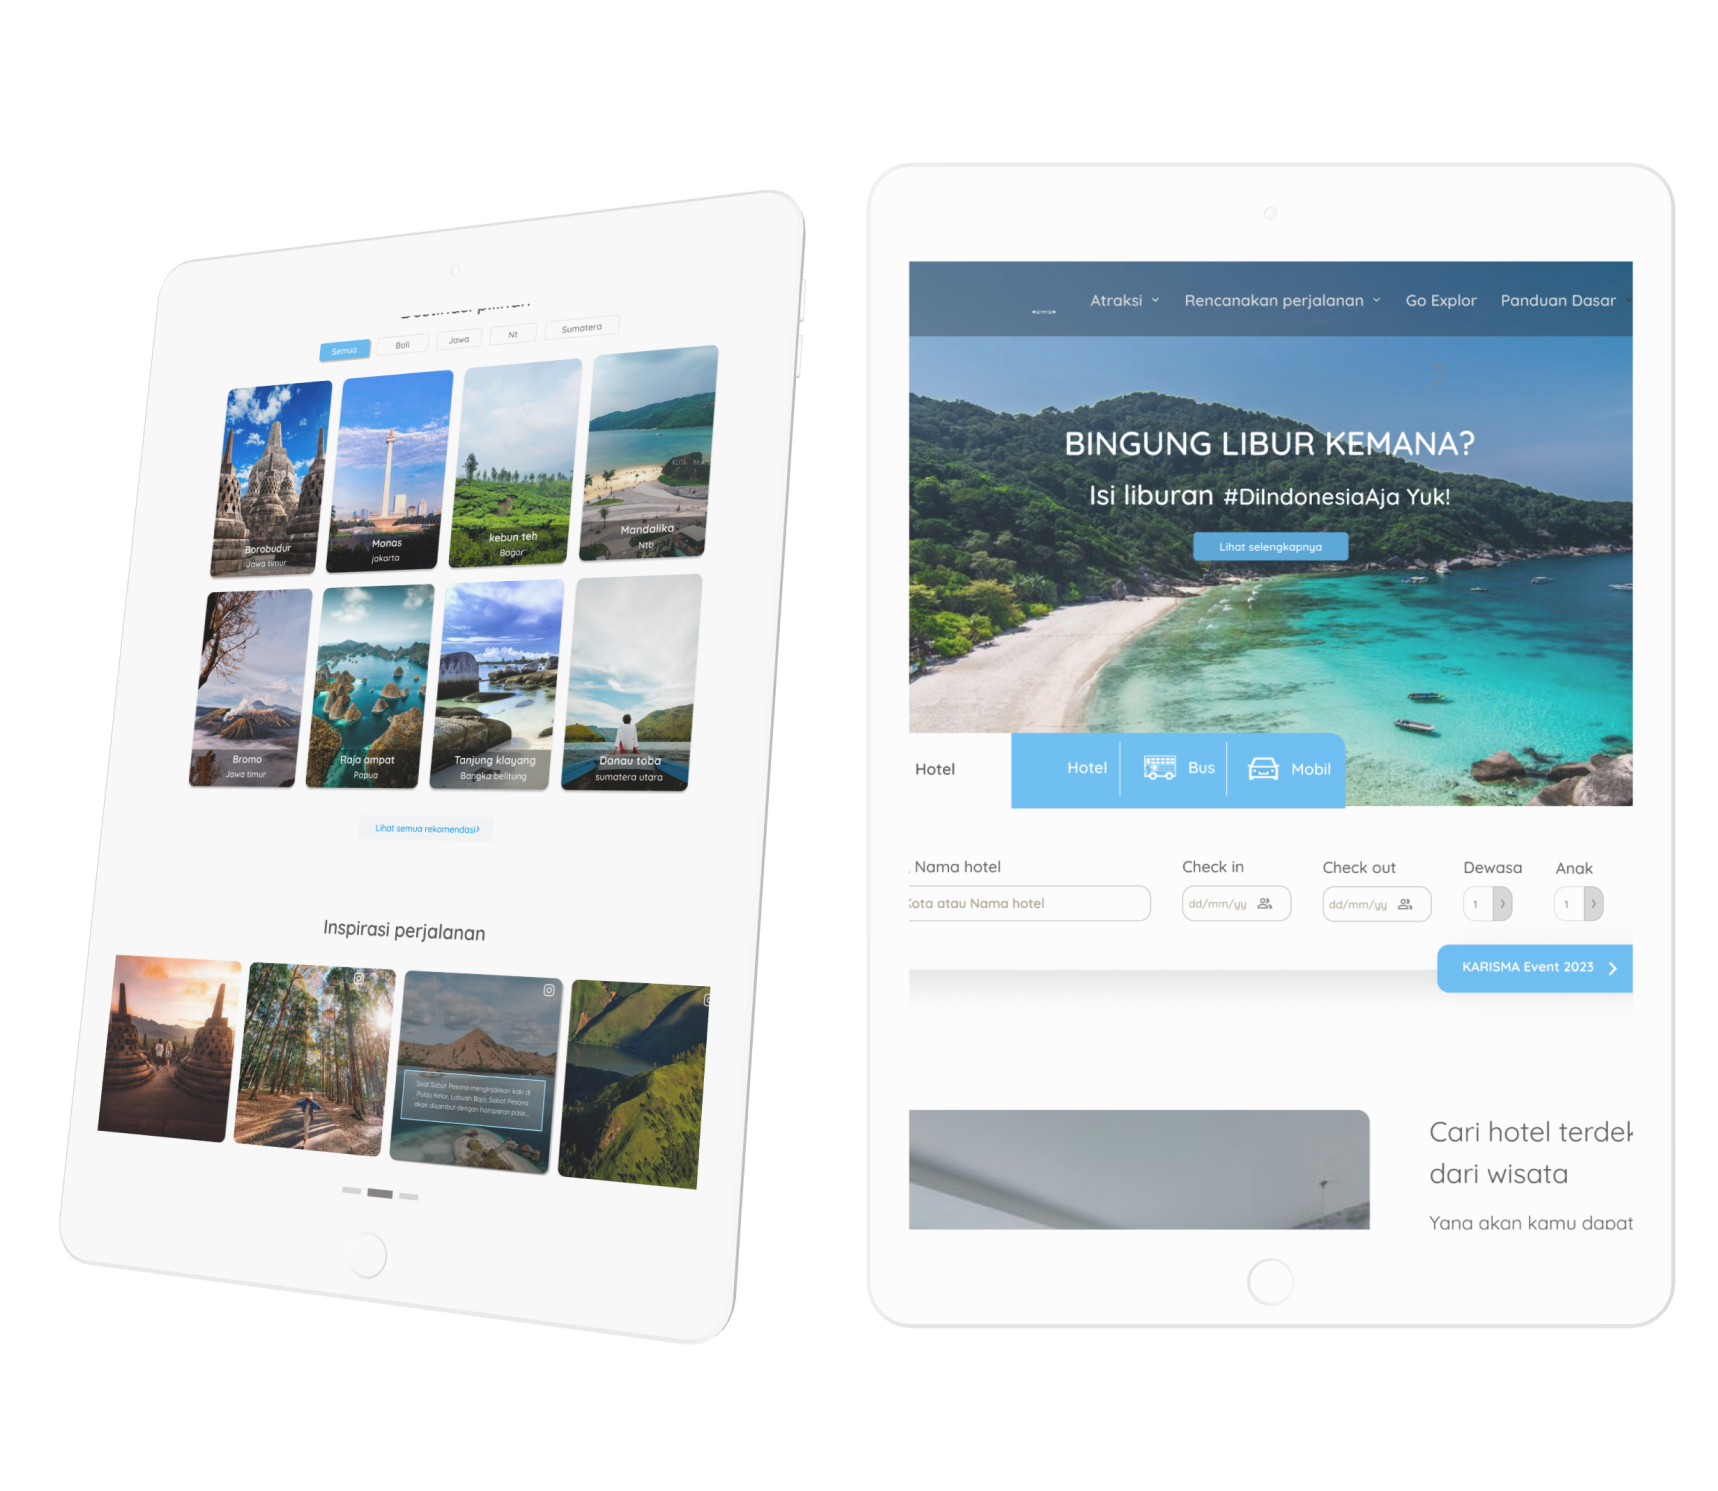 Destinasi pilihan
Semua
Bali
Jawa
Nt
Sumatera
Borobudur
Jawa timur
Monas
jakarta
kebun teh
Bogor
KUTA
Mandalika
Ntb
Bromo
Jawa timur
Raja ampat
Papua
Tanjung klayang
Bangka belitung
Danau toba
sumatera utara
Lihat semua rekomendasi>
Inspirasi perjalanan
Saat Sobat Pesona menginjakkan kaki di
Pulau Kelor, Labuan Bajo, Sobat Pesona
akan disambut dengan hamparan pasir...
Atraksi
Rencanakan perjalanan
Go Explor
Panduan Dasar
BINGUNG LIBUR KEMANA?
Isi liburan #DiIndonesiaAja Yuk!
Lihat selengkapnya
Hotel
Hotel
Bus
Mobil
Nama hotel
Check in
Check out
Dewasa
Anak
Kota atau Nama hotel
dd/mm/yy
dd/mm/yy
1
1
KARISMA Event 2023
Cari hotel terdek
dari wisata
Yang akan kamu dapat